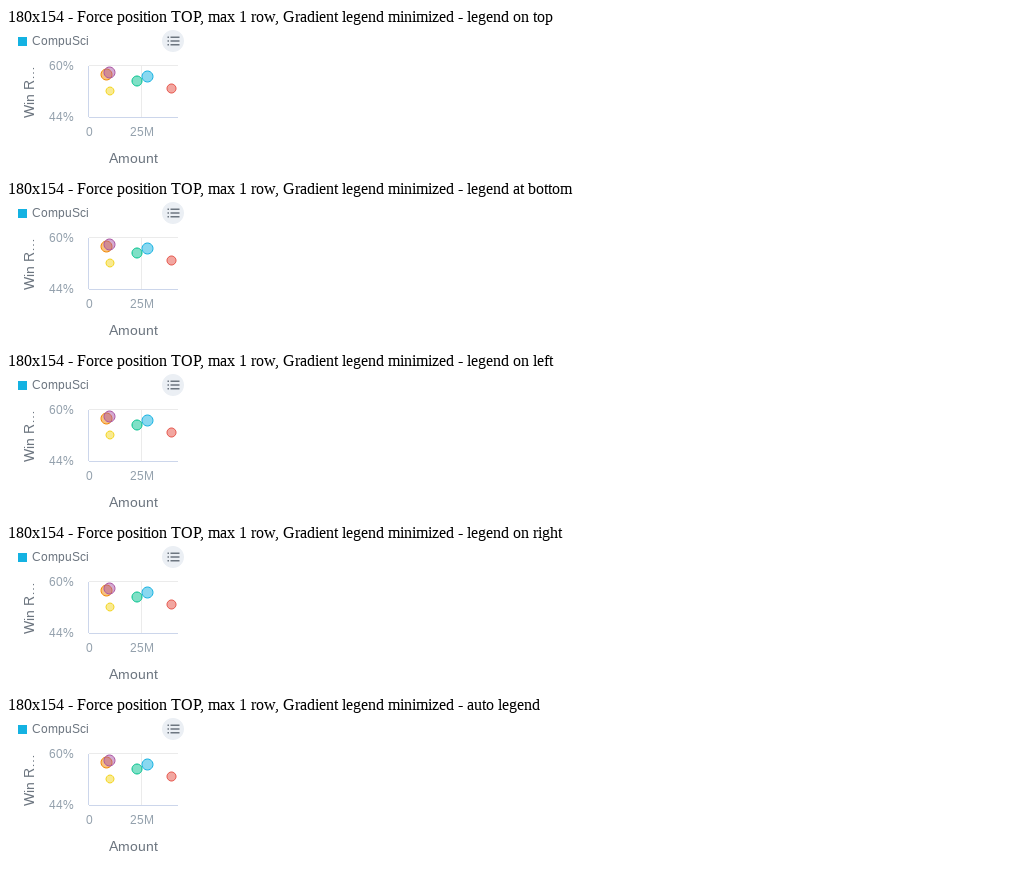 180x154 - Force position TOP, max 1 row, Gradient legend minimized - legend on top
CompuSci
60%
Win R...
44%
0 25M
Amount
180x154 - Force position TOP, max 1 row, Gradient legend minimized - legend at bottom
CompuSci
60%
Win R...
44%
0 25M
Amount
180x154 - Force position TOP, max 1 row, Gradient legend minimized - legend on left
CompuSci
60%
Win R...
44%
0 25M
Amount
180x154 - Force position TOP, max 1 row, Gradient legend minimized - legend on right
CompuSci
60%
Win R...
44%
0 25M
Amount
180x154 - Force position TOP, max 1 row, Gradient legend minimized - auto legend
CompuSci
60%
Win R...
44%
0 25M
Amount